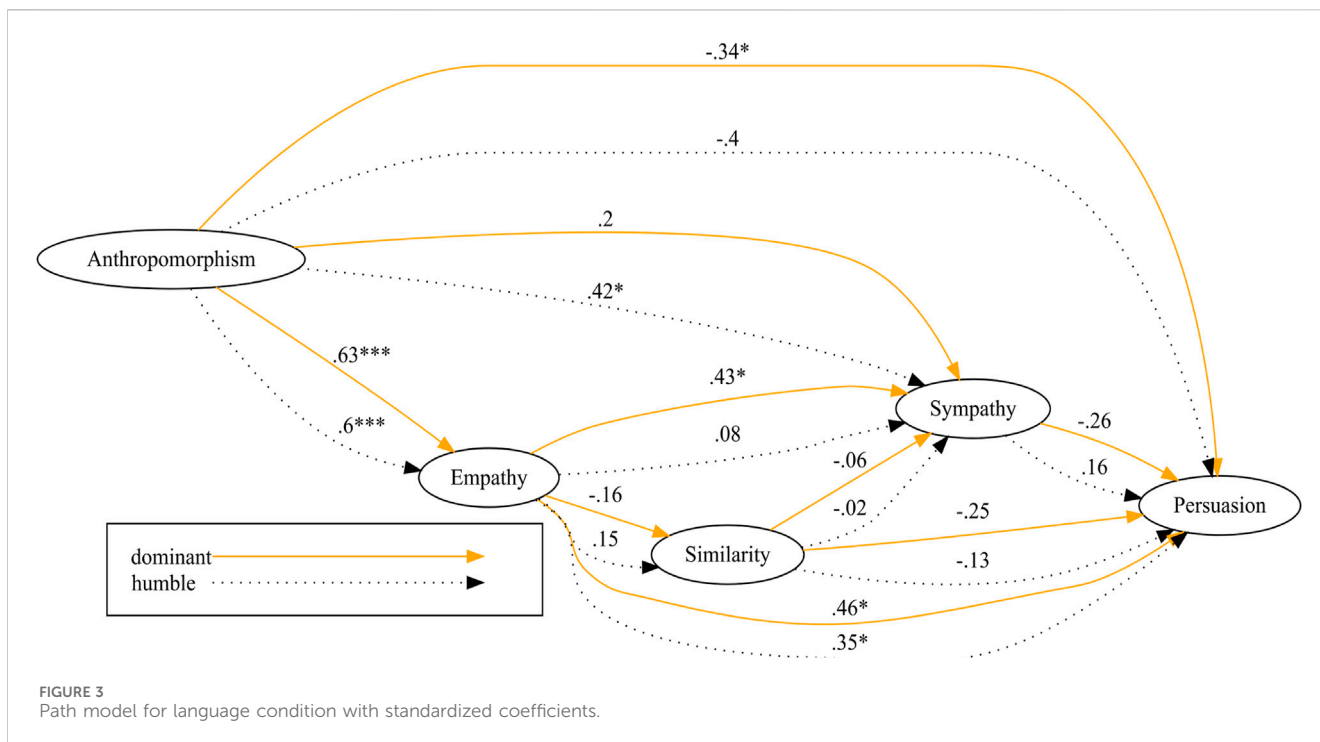 -.34*
-.4
.2
Anthropomorphism
.42*
.63***
.43*
Sympathy
-.26
.6***
.08
.16
Empathy
-.06
-.16
-.02
-.25
Persuasion
.15
Similarity
-.13
dominant
humble
.46*
.35*
FIGURE 3
Path model for language condition with standardized coefficients.